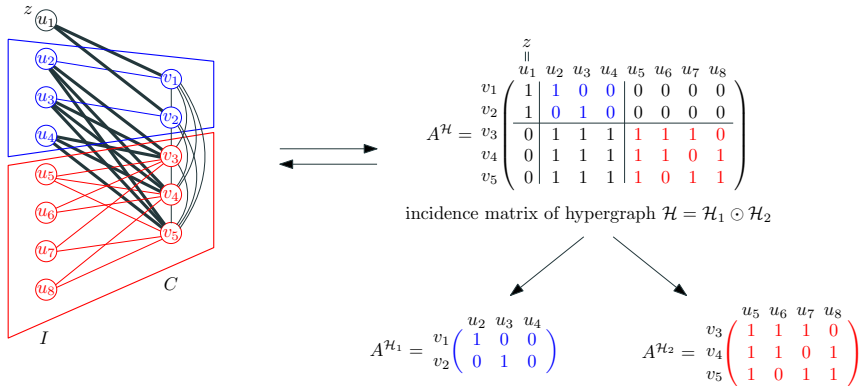 z
u₁
u₂
v₁
u₃
v₂
u₄
v₃
u₅
v₄
u₆
v₅
u₇
u₈
C
I
z
=
u₁ u₂ u₃ u₄ u₅ u₆ u₇ u₈
v₁ 1 1 0 0 0 0 0 0
v₂ 1 0 1 0 0 0 0 0
A^ℋ = v₃ 0 1 1 1 1 1 1 0
v₄ 0 1 1 1 1 1 0 1
v₅ 0 1 1 1 1 0 1 1
incidence matrix of hypergraph ℋ = ℋ₁ ⊙ ℋ₂
u₂ u₃ u₄
A^ℋ₁ = v₁ 1 0 0
v₂ 0 1 0
u₅ u₆ u₇ u₈
v₃ 1 1 1 0
A^ℋ₂ = v₄ 1 1 0 1
v₅ 1 0 1 1